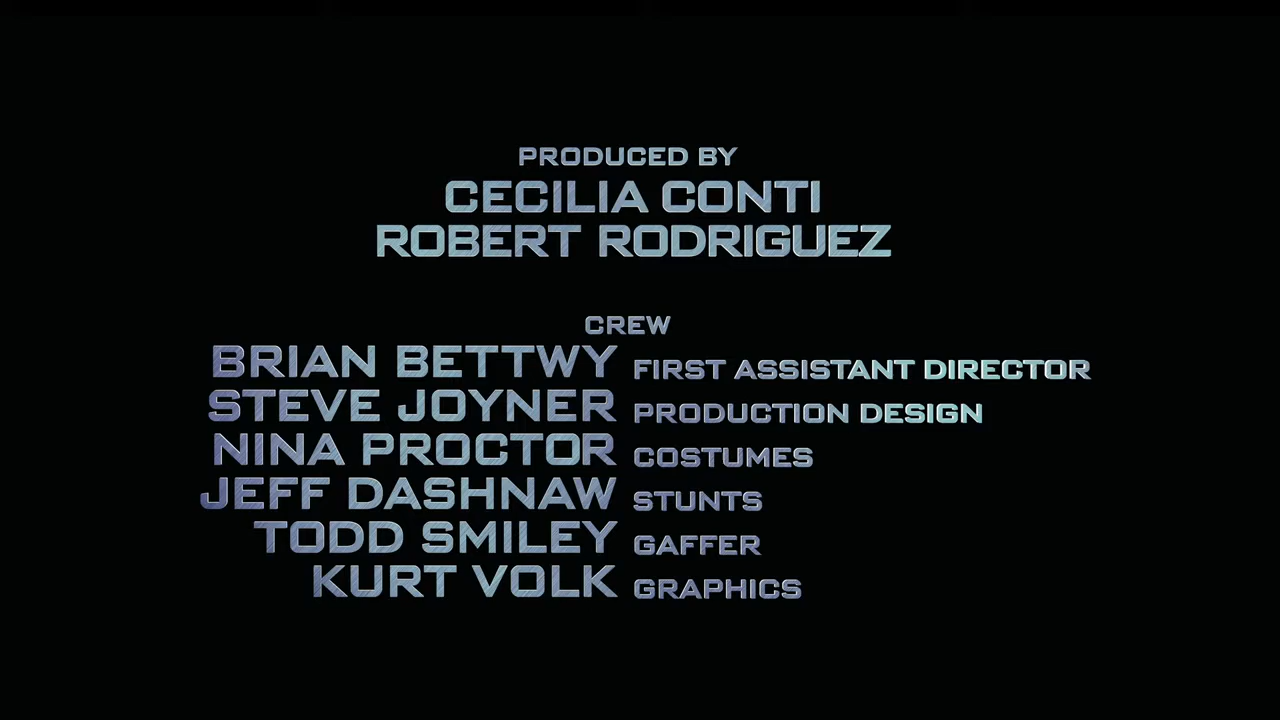 PRODUCED BY
CECILIA CONTI
ROBERT RODRIGUEZ
CREW
BRIAN BETTWY FIRST ASSISTANT DIRECTOR
STEVE JOYNER PRODUCTION DESIGN
NINA PROCTOR COSTUMES
JEFF DASHNAW STUNTS
TODD SMILEY GAFFER
KURT VOLK GRAPHICS